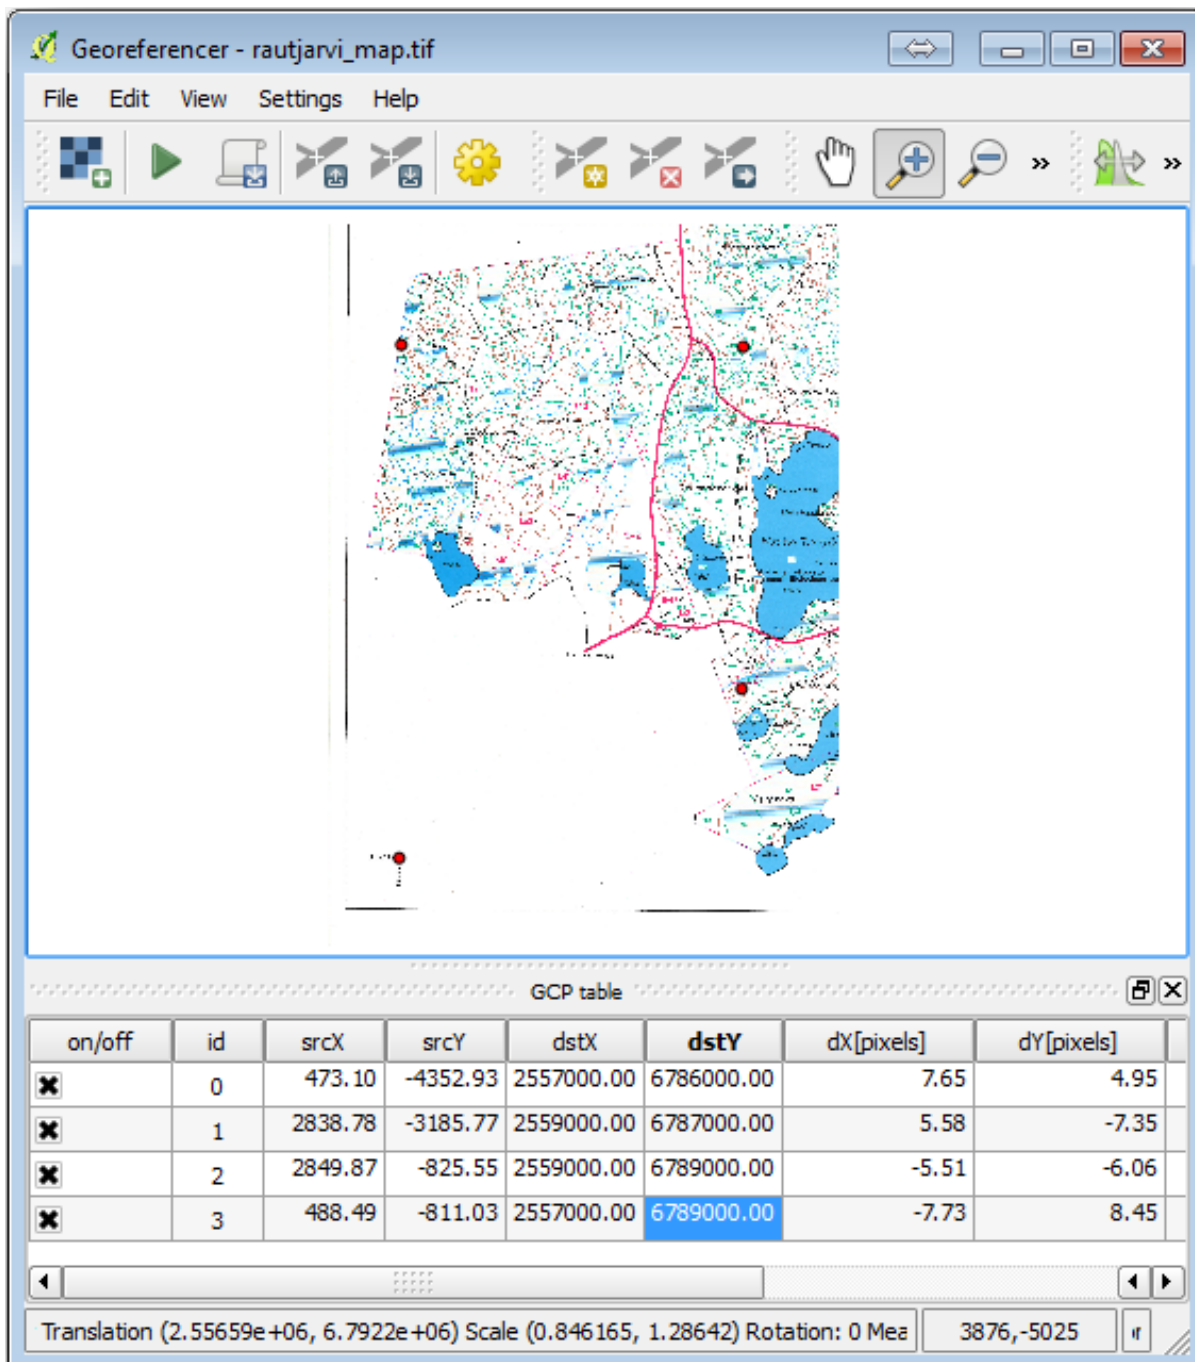 Georeferencer - rautjarvi_map.tif
File Edit View Settings Help
» »
GCP table
on/off id srcX srcY dstX dstY dX[pixels] dY[pixels]
0 473.10 -4352.93 2557000.00 6786000.00 7.65 4.95
1 2838.78 -3185.77 2559000.00 6787000.00 5.58 -7.35
2 2849.87 -825.55 2559000.00 6789000.00 -5.51 -6.06
3 488.49 -811.03 2557000.00 6789000.00 -7.73 8.45
Translation (2.55659e+06, 6.7922e+06) Scale (0.846165, 1.28642) Rotation: 0 Mea 3876,-5025